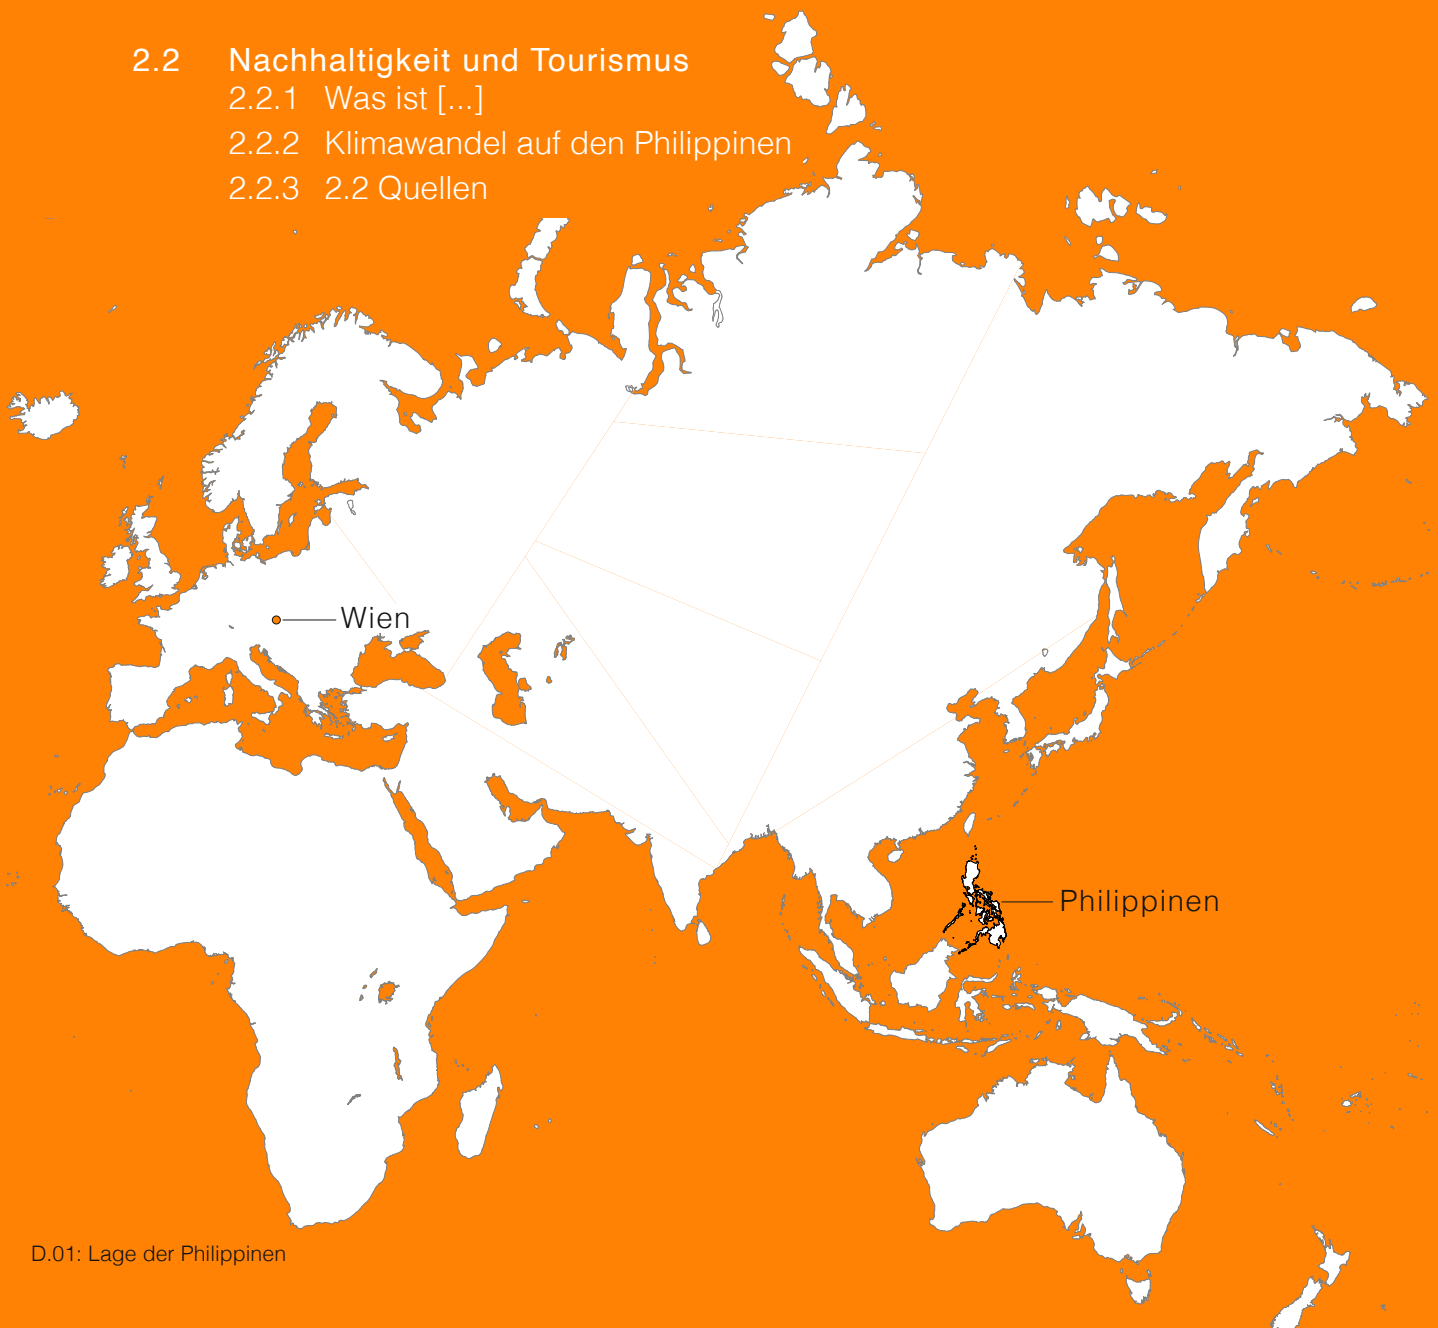 2.2 Nachhaltigkeit und Tourismus
2.2.1 Was ist [...]
2.2.2 Klimawandel auf den Philippinen
2.2.3 2.2 Quellen
Wien
Philippinen
D.01: Lage der Philippinen